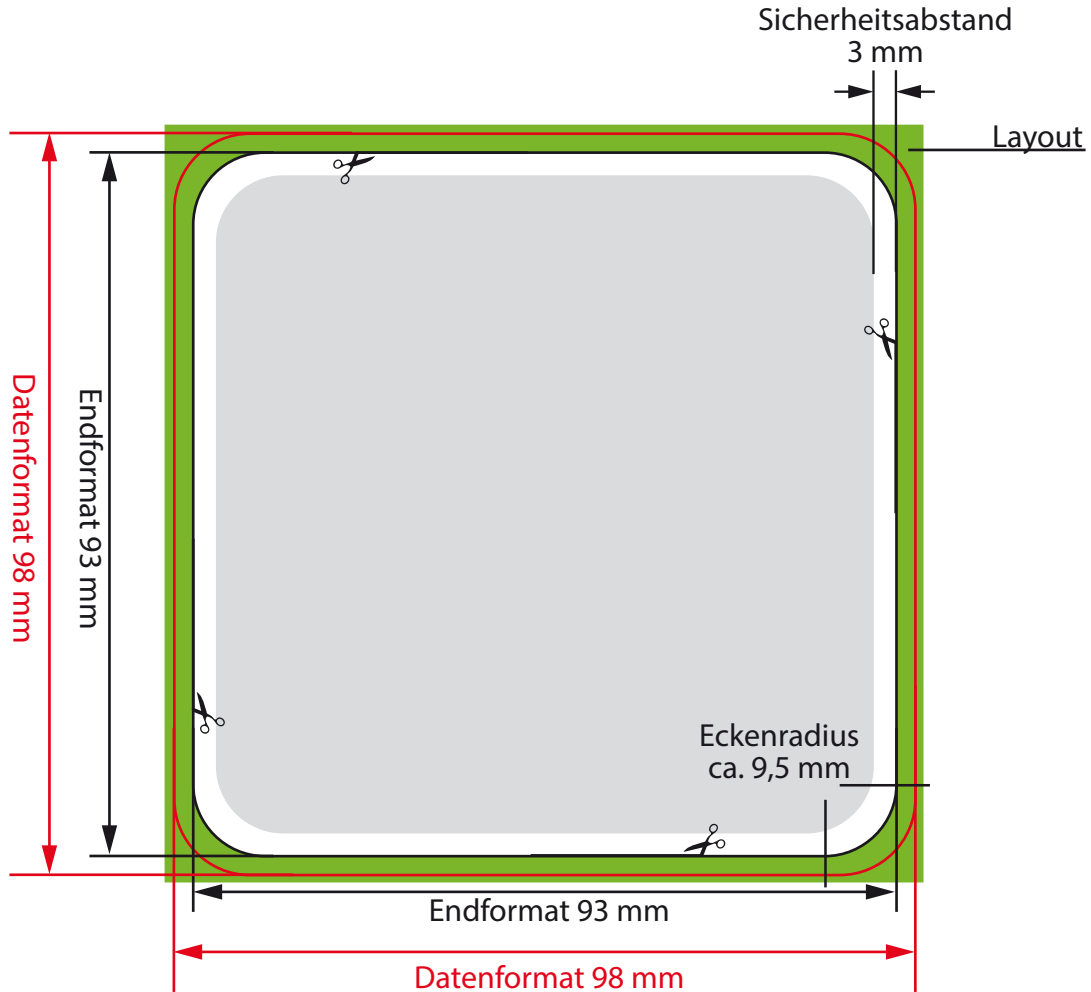 Sicherheitsabstand
3 mm
Layout
Datenformat 98 mm
Endformat 93 mm
Eckenradius
ca. 9,5 mm
Endformat 93 mm
Datenformat 98 mm